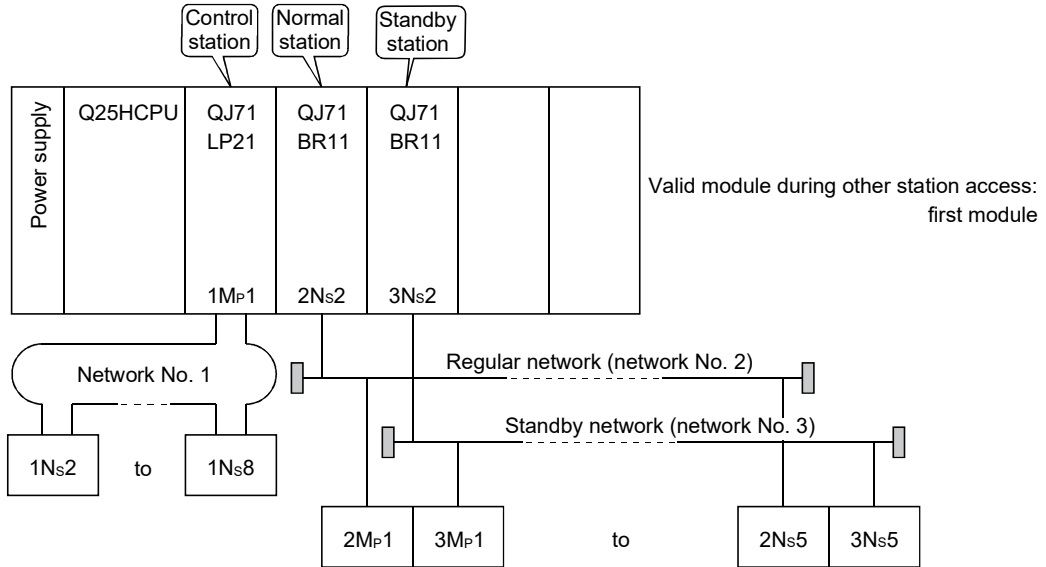 Control
station
Normal
station
Standby
station
Power supply
Q25HCPU
QJ71
LP21
QJ71
BR11
QJ71
BR11
Valid module during other station access:
first module
1MP1
2NS2
3NS2
Network No. 1
Regular network (network No. 2)
Standby network (network No. 3)
1NS2
to
1NS8
2MP1
3MP1
to
2NS5
3NS5